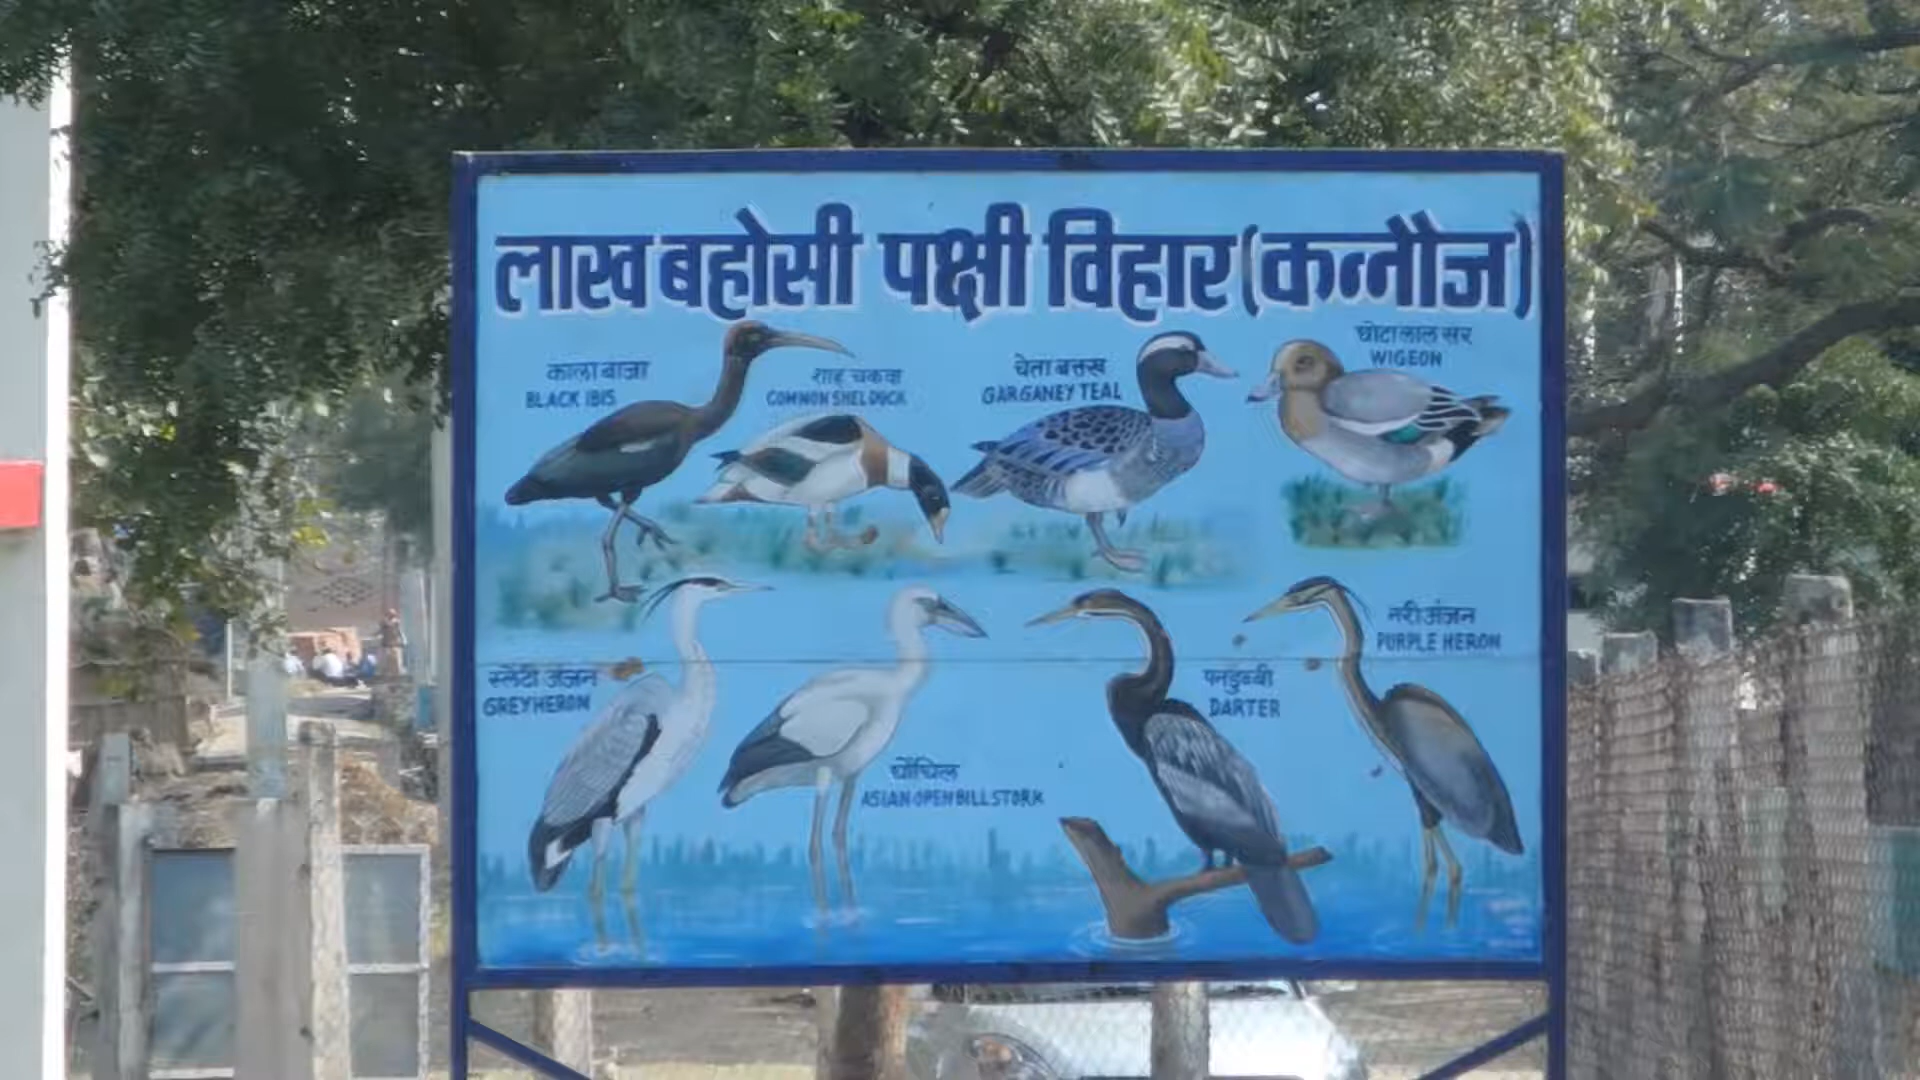 लाख बहोसी पक्षी विहार (कन्नौज)
काला बाजा
BLACK IBIS
शाह चकवा
COMMON SHELDUCK
चेता बत्तख
GARGANEY TEAL
छोटा लाल सर
WIGEON
स्लेटी अंजन
GREY HERON
घोंघिल
ASIAN OPEN BILL STORK
पनडुब्बी
DARTER
नरी अंजन
PURPLE HERON